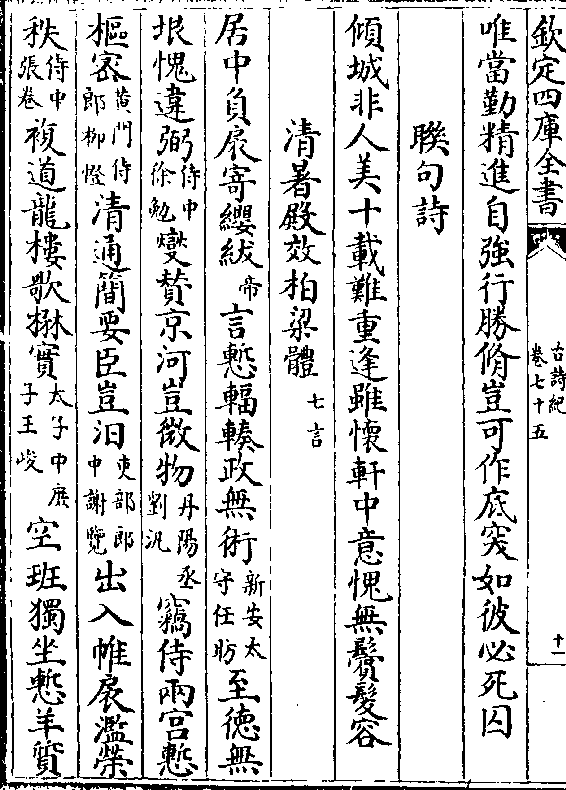 欽定四庫全書
古詩紀
卷七十五
十一
唯當勤精進自強行勝脩豈可作底突如彼必死囚
聯句詩
傾城非人美十載難重逢雖懷軒中意愧無鬢髮容
清暑殿效柏梁體七言
居中負扆寄纓紱帝言慙輻輳政無術新安太守任昉至德無
垠愧違弼侍中徐勉燮贊京河豈微物丹陽丞劉汎竊侍兩宮慙
樞宻黄門侍郎柳憕清通簡要臣豈汨吏部郎中謝覽出入帷扆濫榮
秩侍中張卷複道龍樓歌楙實太子中庶子王峻空班獨坐慙羊質